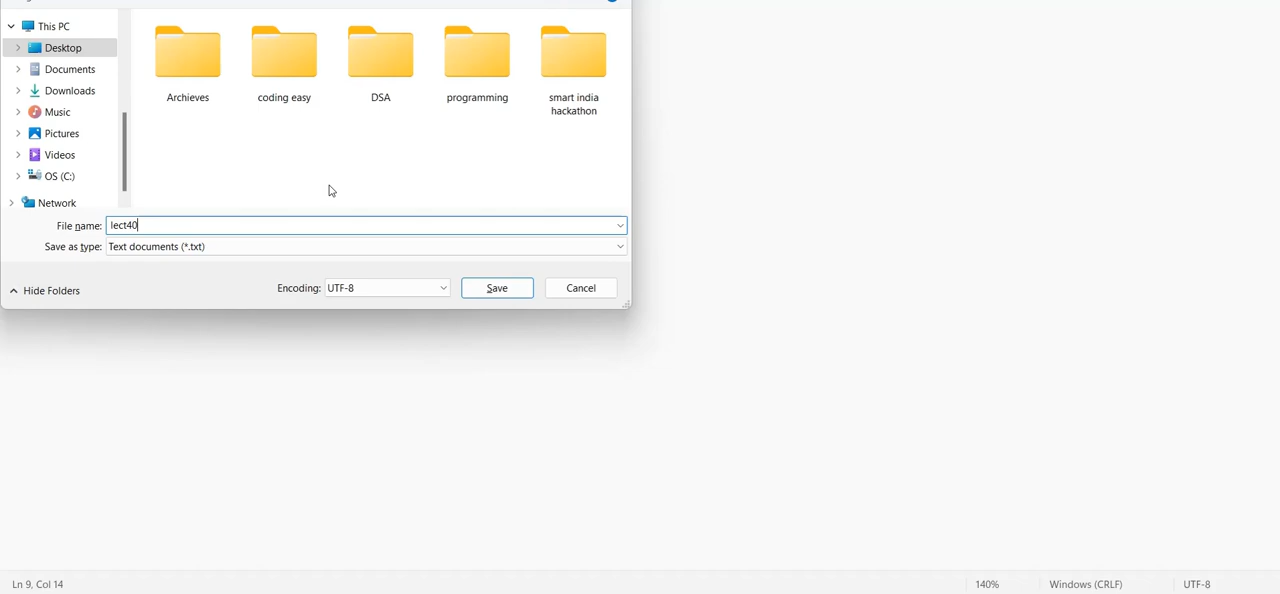 This PC
Desktop
Documents
Downloads
Music
Pictures
Videos
OS (C:)
Network
Archieves
coding easy
DSA
programming
smart india
hackathon
File name: lect40
Save as type: Text documents (*.txt)
Hide Folders
Encoding: UTF-8
Save
Cancel
Ln 9, Col 14
140%
Windows (CRLF)
UTF-8